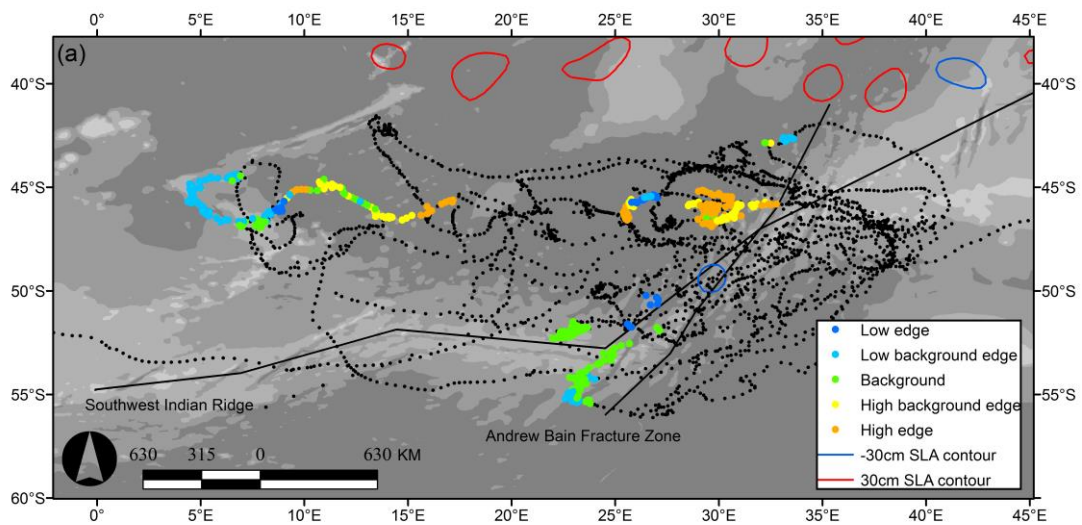 0° 5°E 10°E 15°E 20°E 25°E 30°E 35°E 40°E 45°E
(a)
40°S 40°S
45°S 45°S
50°S 50°S
Low edge
Low background edge
55°S 55°S
Background
Southwest Indian Ridge
High background edge
High edge
Andrew Bain Fracture Zone
-30cm SLA contour
630 315 0 630 KM
30cm SLA contour
60°S
0° 5°E 10°E 15°E 20°E 25°E 30°E 35°E 40°E 45°E